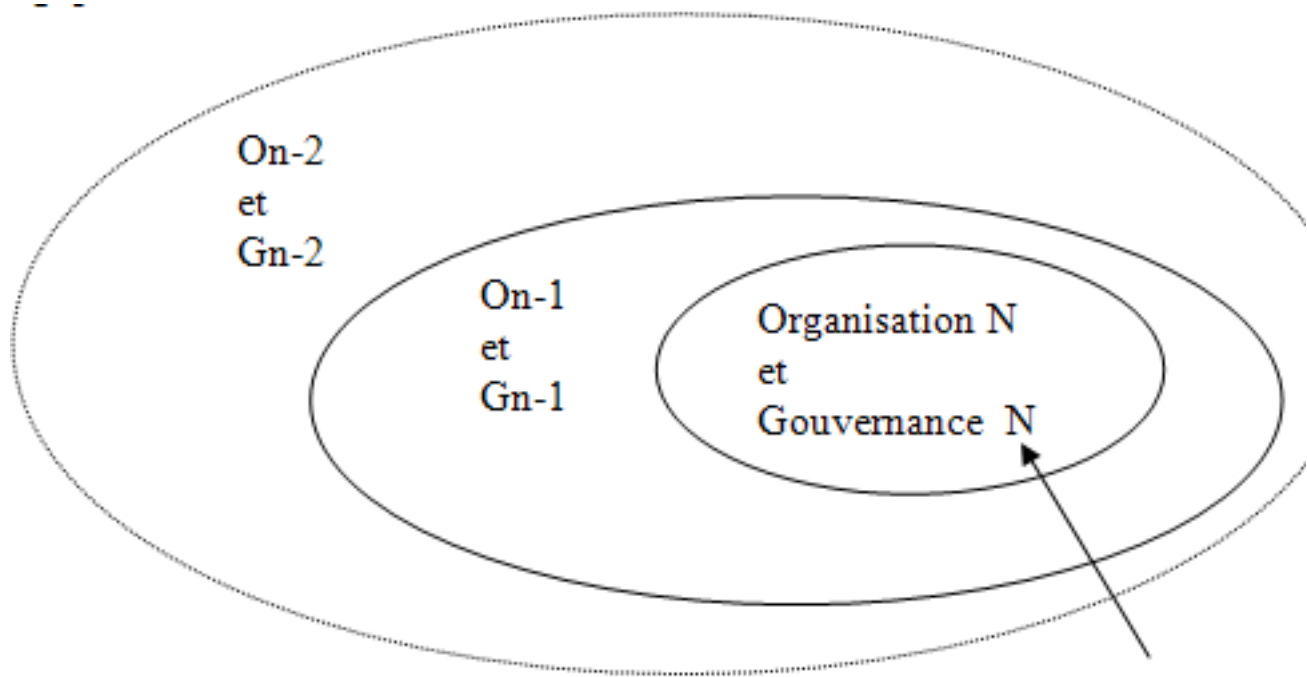 On-2
et
Gn-2
On-1
et
Gn-1
Organisation N
et
Gouvernance N